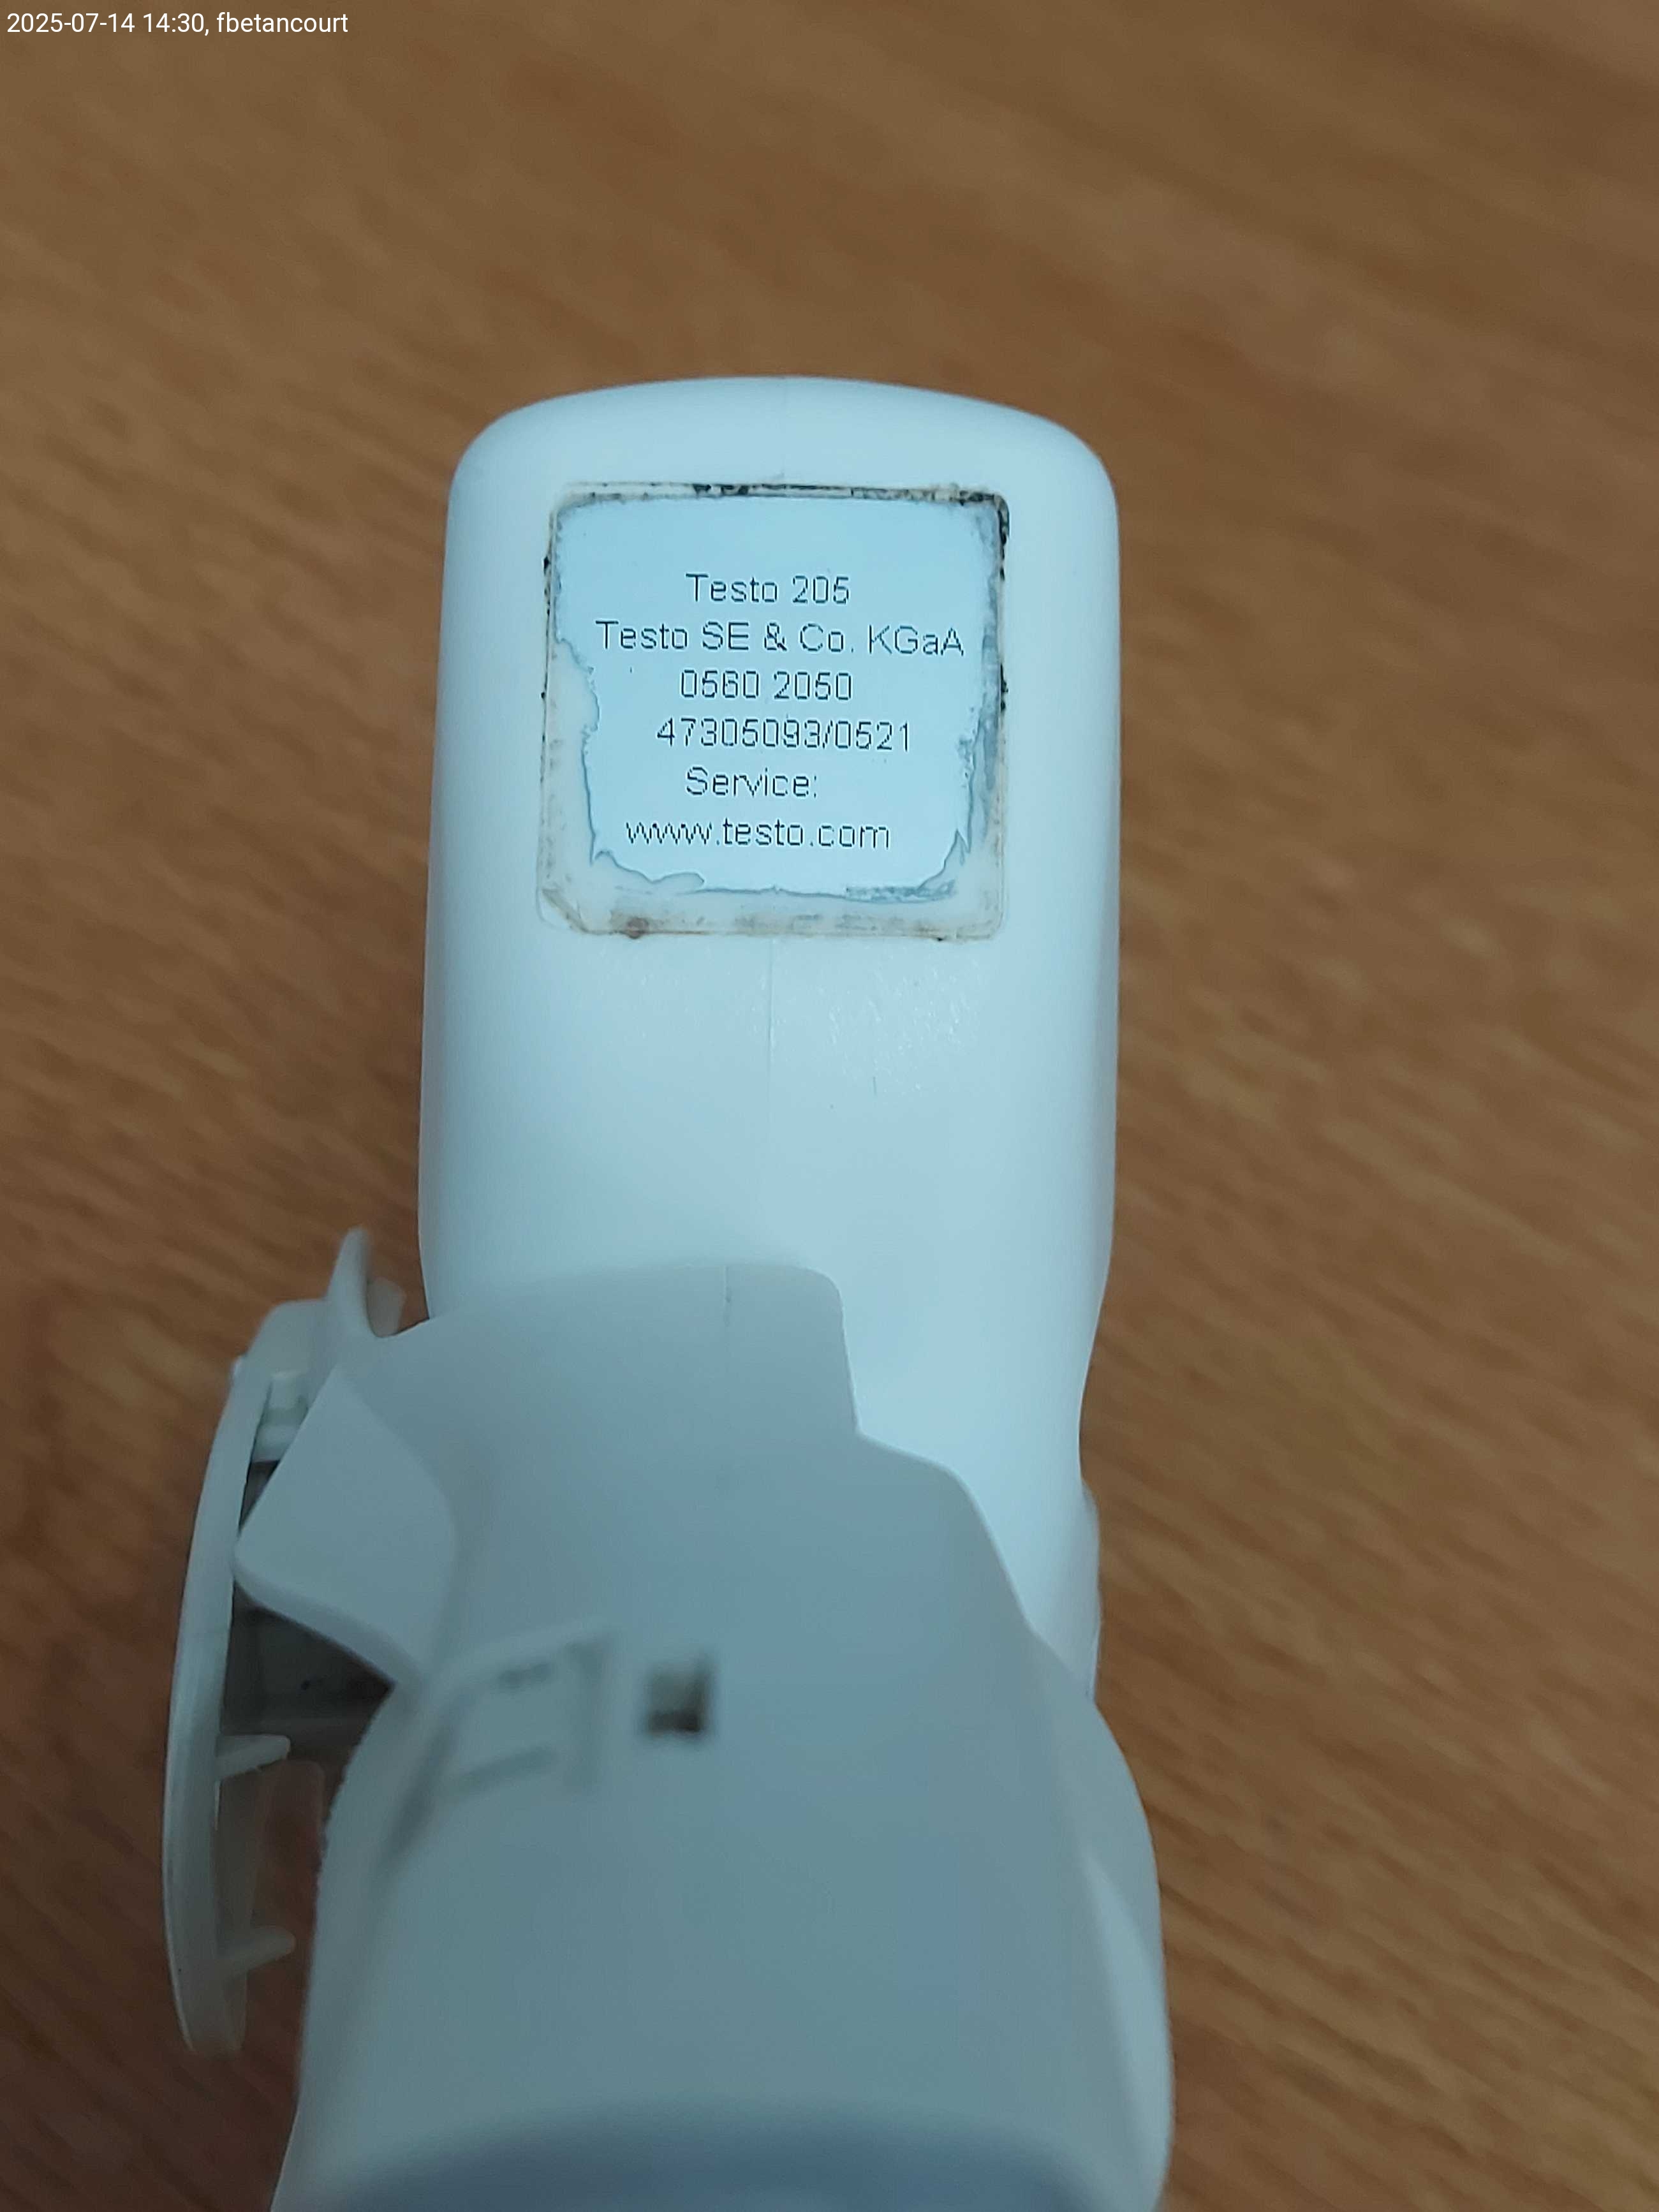 2025-07-14 14:30, fbetancourt
Testo 205
Testo SE & Co. KGaA
0560 2050
47305093/0521
Service:
www.testo.com